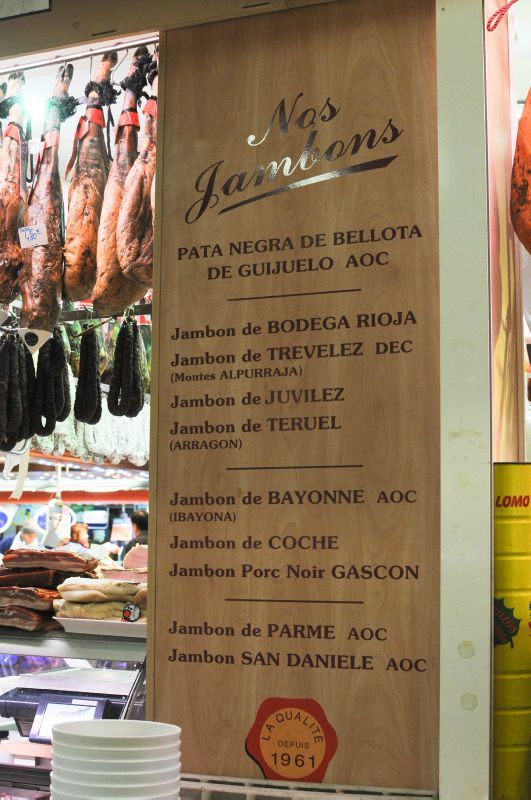 Nos
Jambons
PATA NEGRA DE BELLOTA
DE GUIJUELO AOC
Jambon de BODEGA RIOJA
Jambon de TREVELEZ DEC
(Montes ALPURRAJA)
Jambon de JUVILEZ
Jambon de TERUEL
(ARRAGON)
Jambon de BAYONNE AOC
(IBAYONA)
Jambon de COCHE
Jambon Porc Noir GASCON
Jambon de PARME AOC
Jambon SAN DANIELE AOC
LA QUALITE
DEPUIS
1961
LOMO